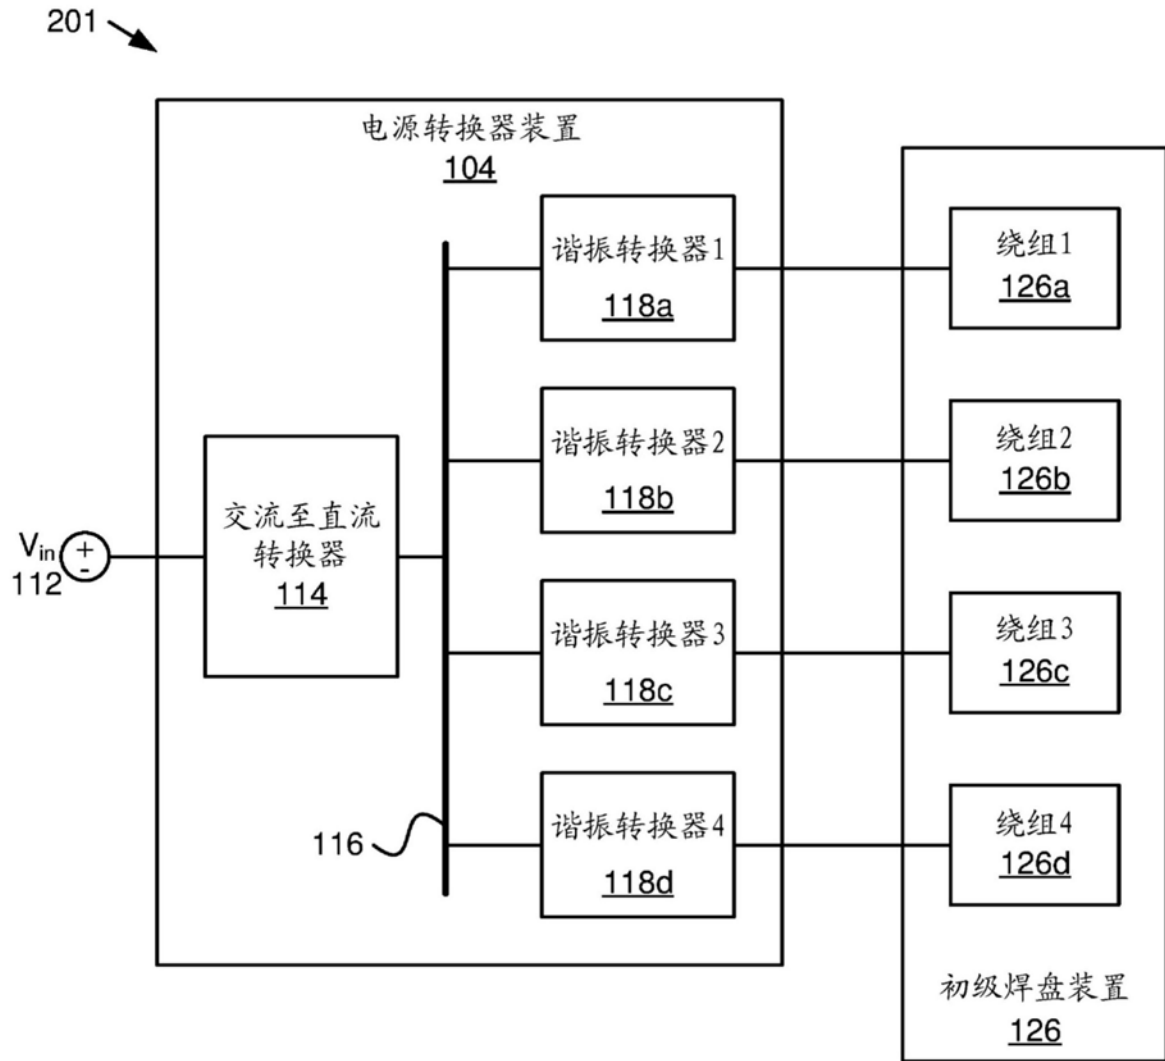 201
电源转换器装置
104
谐振转换器1
118a
绕组1
126a
谐振转换器2
118b
绕组2
126b
交流至直流
转换器
114
Vin
+
-
112
谐振转换器3
118c
绕组3
126c
116
谐振转换器4
118d
绕组4
126d
初级焊盘装置
126